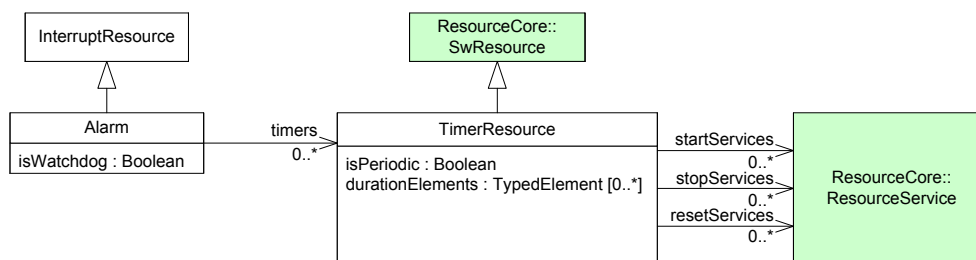 InterruptResource
ResourceCore::
SwResource
Alarm
isWatchdog : Boolean
timers
0..*
TimerResource
isPeriodic : Boolean
durationElements : TypedElement [0..*]
startServices
0..*
stopServices
0..*
resetServices
0..*
ResourceCore::
ResourceService